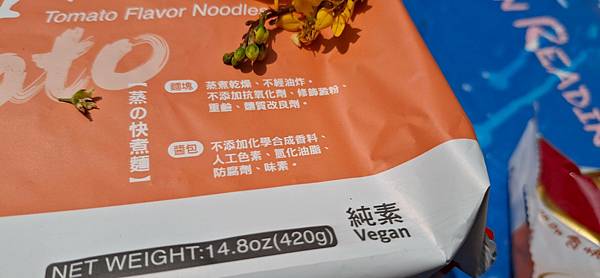 Tomato Flavor Noodles
ato
【蒸の快煮麵】
麵塊
蒸煮乾燥、不經油炸。
不添加抗氧化劑、修飾澱粉、
重鹼、麵質改良劑。
醬包
不添加化學合成香料、
人工色素、氫化油脂、
防腐劑、味素。
純素
Vegan
NET WEIGHT:14.8oz(420g)
N READIN